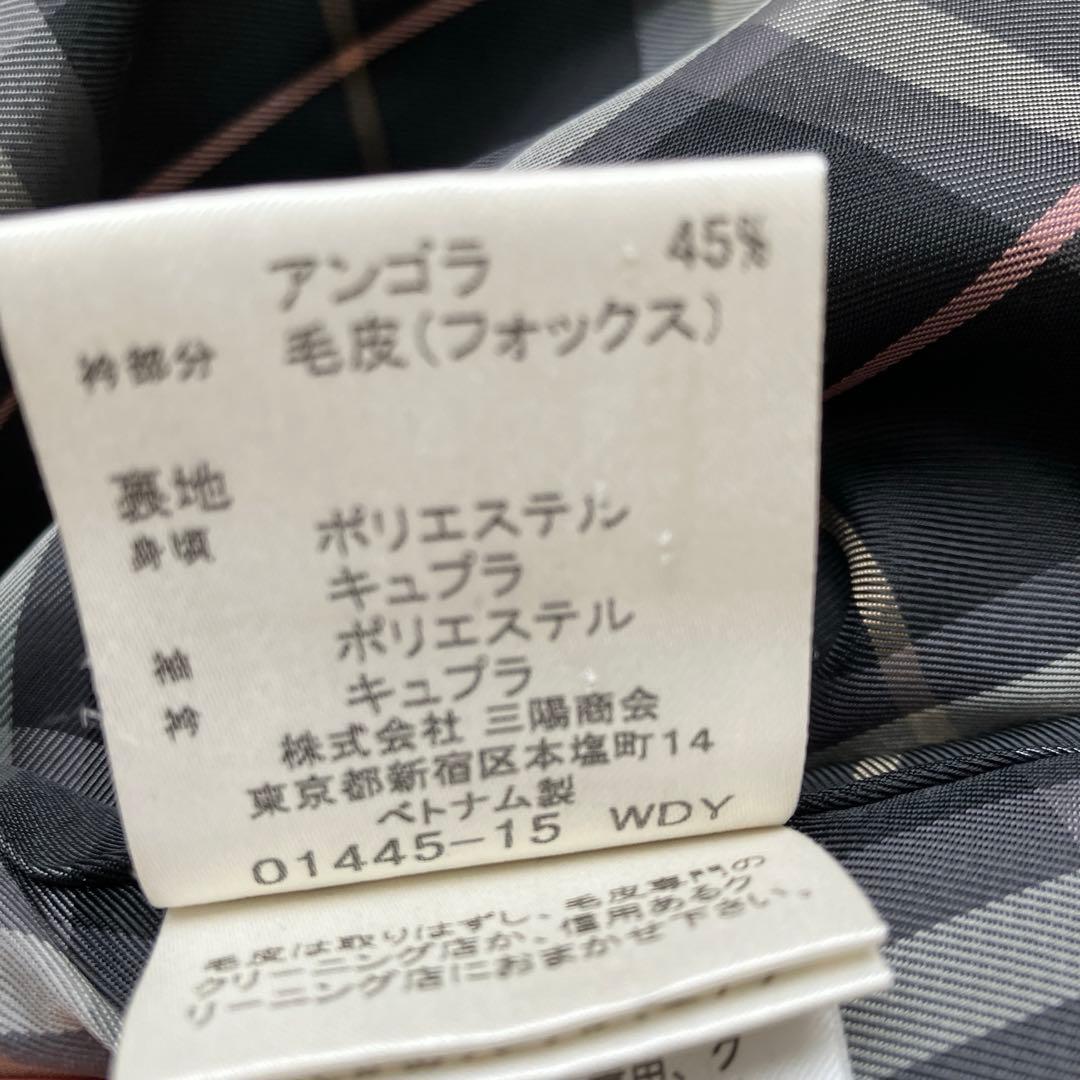 アンゴラ 45%
衿部分 毛皮(フォックス)
裏地
身頃 ポリエステル
キュプラ
ポリエステル
キュプラ
株式会社 三陽商会
東京都新宿区本塩町14
ベトナム製
01445-15 WDY
毛皮は取りはずし、毛皮専門の
クリーニング店か、信用あるク
リーニング店におまかせ下さい。
用、ク